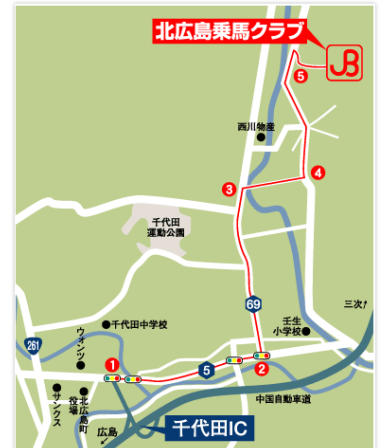 北広島乗馬クラブ
JB
5
西川物産
4
3
千代田
運動公園
69
三次↗
壬生
小学校
千代田中学校
ウォンツ
261
1
5
2
サンクス
北広島町
役場
中国自動車道
広島
千代田IC